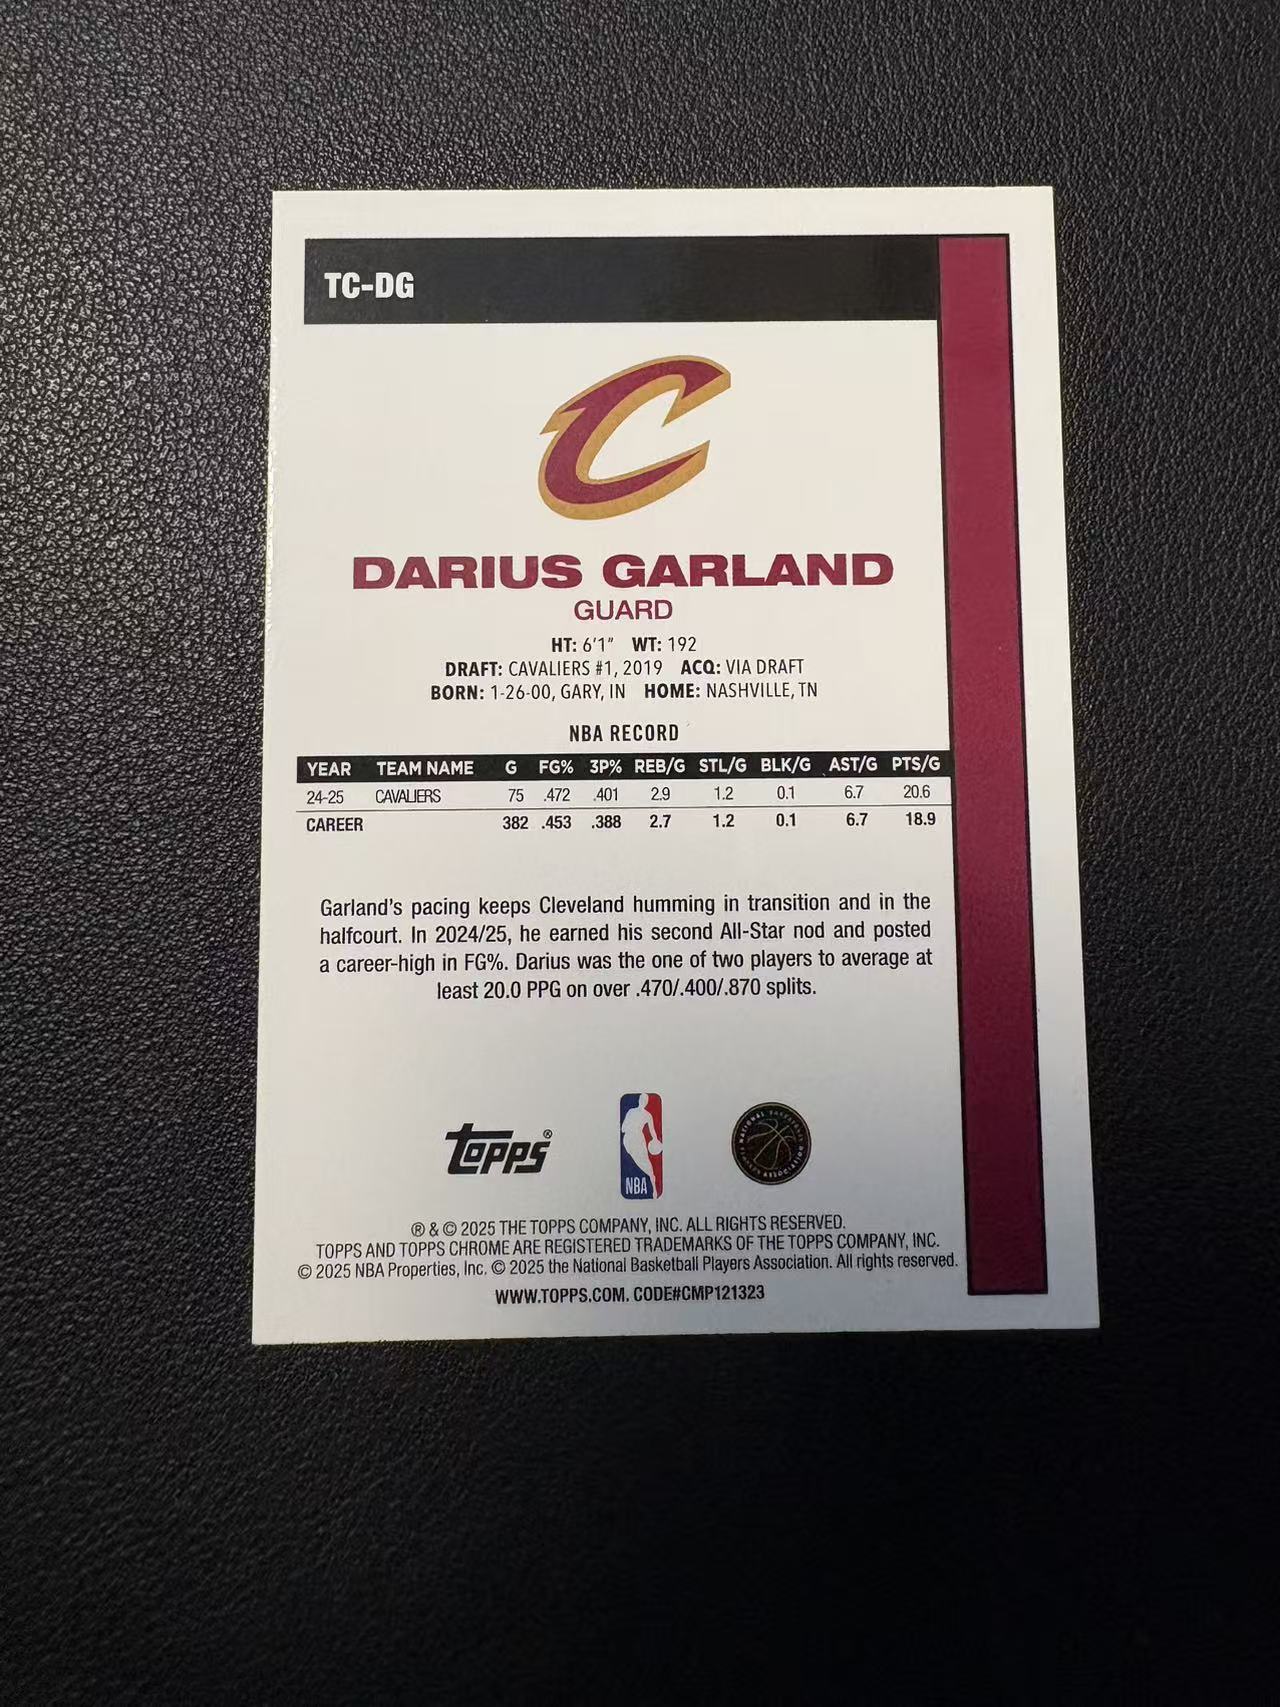 TC-DG
DARIUS GARLAND
GUARD
HT: 6'1" WT: 192
DRAFT: CAVALIERS #1, 2019 ACQ: VIA DRAFT
BORN: 1-26-00, GARY, IN HOME: NASHVILLE, TN
NBA RECORD
YEAR TEAM NAME G FG% 3P% REB/G STL/G BLK/G AST/G PTS/G
24-25 CAVALIERS 75 .472 .401 2.9 1.2 0.1 6.7 20.6
CAREER 382 .453 .388 2.7 1.2 0.1 6.7 18.9
Garland's pacing keeps Cleveland humming in transition and in the
halfcourt. In 2024/25, he earned his second All-Star nod and posted
a career-high in FG%. Darius was the one of two players to average at
least 20.0 PPG on over .470/.400/.870 splits.
TOPPS®
NBA
NATIONAL BASKETBALL PLAYERS ASSOCIATION
® & © 2025 THE TOPPS COMPANY, INC. ALL RIGHTS RESERVED.
TOPPS AND TOPPS CHROME ARE REGISTERED TRADEMARKS OF THE TOPPS COMPANY, INC.
© 2025 NBA Properties, Inc. © 2025 the National Basketball Players Association. All rights reserved.
WWW.TOPPS.COM. CODE#CMP121323